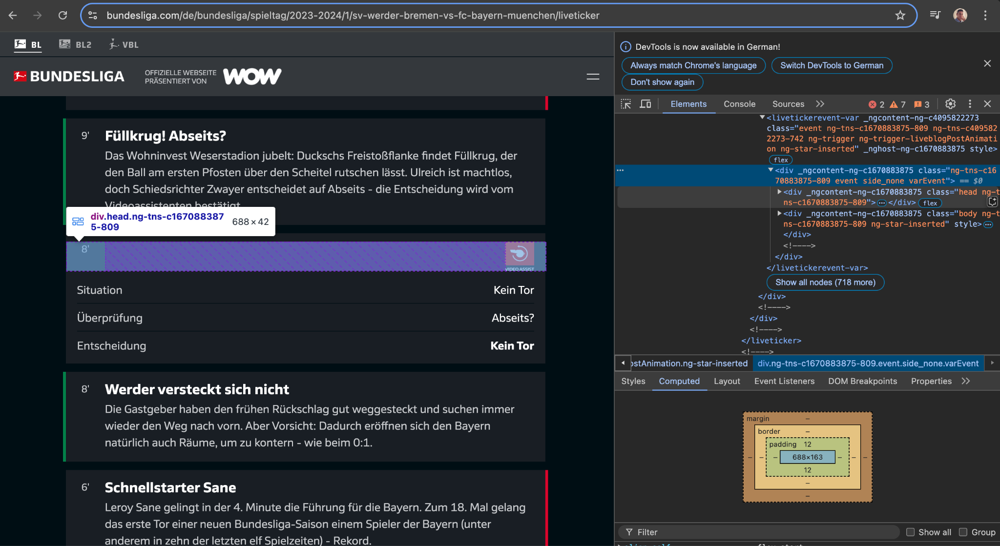 bundesliga.com/de/bundesliga/spieltag/2023-2024/1/sv-werder-bremen-vs-fc-bayern-muenchen/liveticker
BL BL2 VBL
BUNDESLIGA
OFFIZIELLE WEBSEITE
PRÄSENTIERT VON
WOW
9'
Füllkrug! Abseits?
Das Wohninvest Weserstadion jubelt: Duckschs Freistoßflanke findet Füllkrug, der
den Ball am ersten Pfosten über den Scheitel rutschen lässt. Ulreich ist machtlos,
doch Schiedsrichter Zwayer entscheidet auf Abseits - die Entscheidung wird vom
Videoassistenten bestätigt
div.head.ng-tns-c167088387
5-809
688 × 42
8'
VIDEO ASSIST
Situation Kein Tor
Überprüfung Abseits?
Entscheidung Kein Tor
8'
Werder versteckt sich nicht
Die Gastgeber haben den frühen Rückschlag gut weggesteckt und suchen immer
wieder den Weg nach vorn. Aber Vorsicht: Dadurch eröffnen sich den Bayern
natürlich auch Räume, um zu kontern - wie beim 0:1.
6'
Schnellstarter Sane
Leroy Sane gelingt in der 4. Minute die Führung für die Bayern. Zum 18. Mal gelang
das erste Tor einer neuen Bundesliga-Saison einem Spieler der Bayern (unter
anderem in zehn der letzten elf Spielzeiten) - Rekord.
DevTools is now available in German!
Always match Chrome's language
Switch DevTools to German
Don't show again
Elements Console Sources 2 7 3
<livetickerevent-var _ngcontent-ng-c4095822273
class="event ng-tns-c1670883875-809 ng-tns-c409582
2273-742 ng-trigger ng-trigger-liveblogPostAnimati
on ng-star-inserted" _nghost-ng-c1670883875 style>
flex
<div _ngcontent-ng-c1670883875 class="ng-tns-c16
70883875-809 event side_none varEvent"> == $0
<div _ngcontent-ng-c1670883875 class="head ng-t
ns-c1670883875-809">…</div> flex
<div _ngcontent-ng-c1670883875 class="body ng-t
ns-c1670883875-809 ng-star-inserted" style>…
</div>
<!---->
</div>
</livetickerevent-var>
Show all nodes (718 more)
</div>
<!---->
</div>
<!---->
</liveticker>
<!---->
ostAnimation.ng-star-inserted div.ng-tns-c1670883875-809.event.side_none.varEvent
Styles Computed Layout Event Listeners DOM Breakpoints Properties
margin –
border –
padding 12
– – – 688×163 – – –
12
–
–
Filter Show all Group